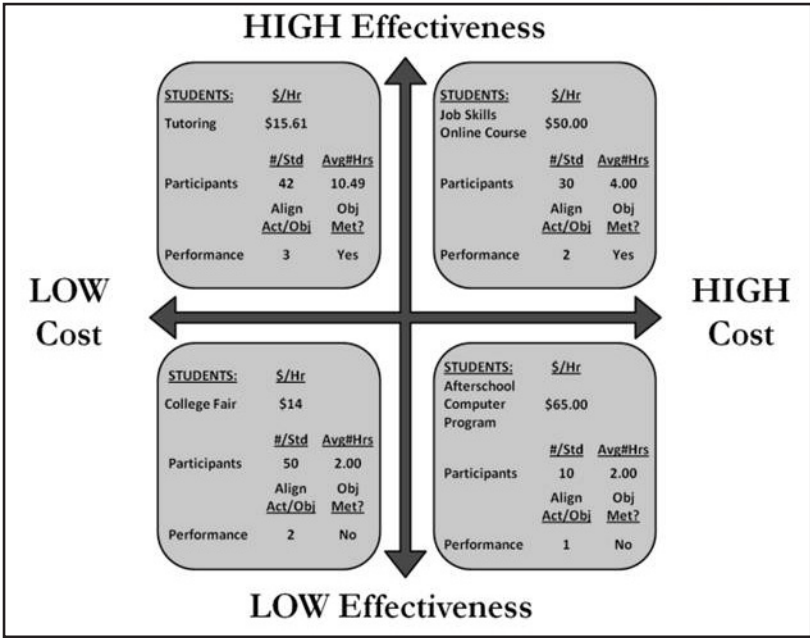 HIGH Effectiveness
STUDENTS: $/Hr
Tutoring $15.61
#/Std Avg#Hrs
Participants 42 10.49
Align Obj
Act/Obj Met?
Performance 3 Yes
STUDENTS: $/Hr
Job Skills
Online Course $50.00
#/Std Avg#Hrs
Participants 30 4.00
Align Obj
Act/Obj Met?
Performance 2 Yes
LOW
Cost
HIGH
Cost
STUDENTS: $/Hr
College Fair $14
#/Std Avg#Hrs
Participants 50 2.00
Align Obj
Act/Obj Met?
Performance 2 No
STUDENTS: $/Hr
Afterschool
Computer $65.00
Program
#/Std Avg#Hrs
Participants 10 2.00
Align Obj
Act/Obj Met?
Performance 1 No
LOW Effectiveness